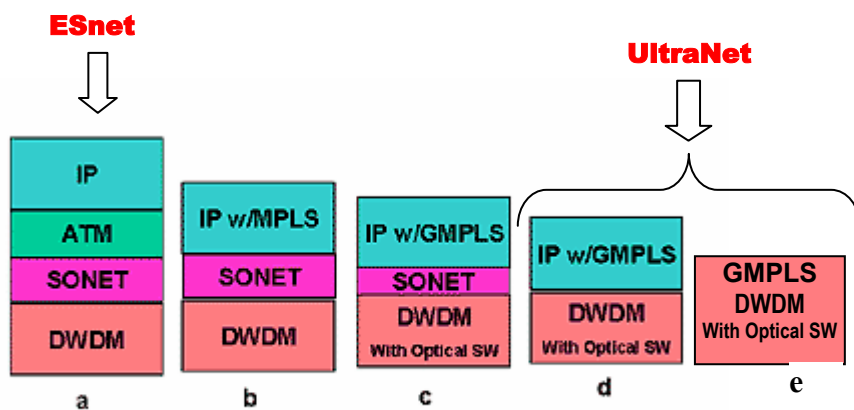 ESnet
UltraNet
IP
ATM
SONET
DWDM
a
IP w/MPLS
SONET
DWDM
b
IP w/GMPLS
SONET
DWDM
With Optical SW
c
IP w/GMPLS
DWDM
With Optical SW
d
GMPLS
DWDM
With Optical SW
e